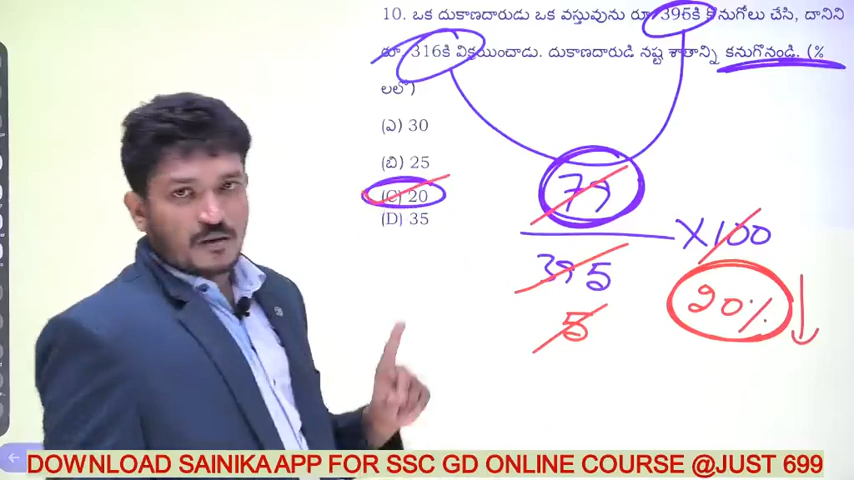 10. ఒక దుకాణదారుడు ఒక వస్తువును రూ. 395కి కొనుగోలు చేసి, దానిని
రూ. 316కి విక్రయించాడు. దుకాణదారుడి నష్ట శాతాన్ని కనుగొనండి. (%
లలో)
(ఎ) 30
(బి) 25
(C) 20
(D) 35
79
X100
395
5
20%
DOWNLOAD SAINIKA APP FOR SSC GD ONLINE COURSE @JUST 699